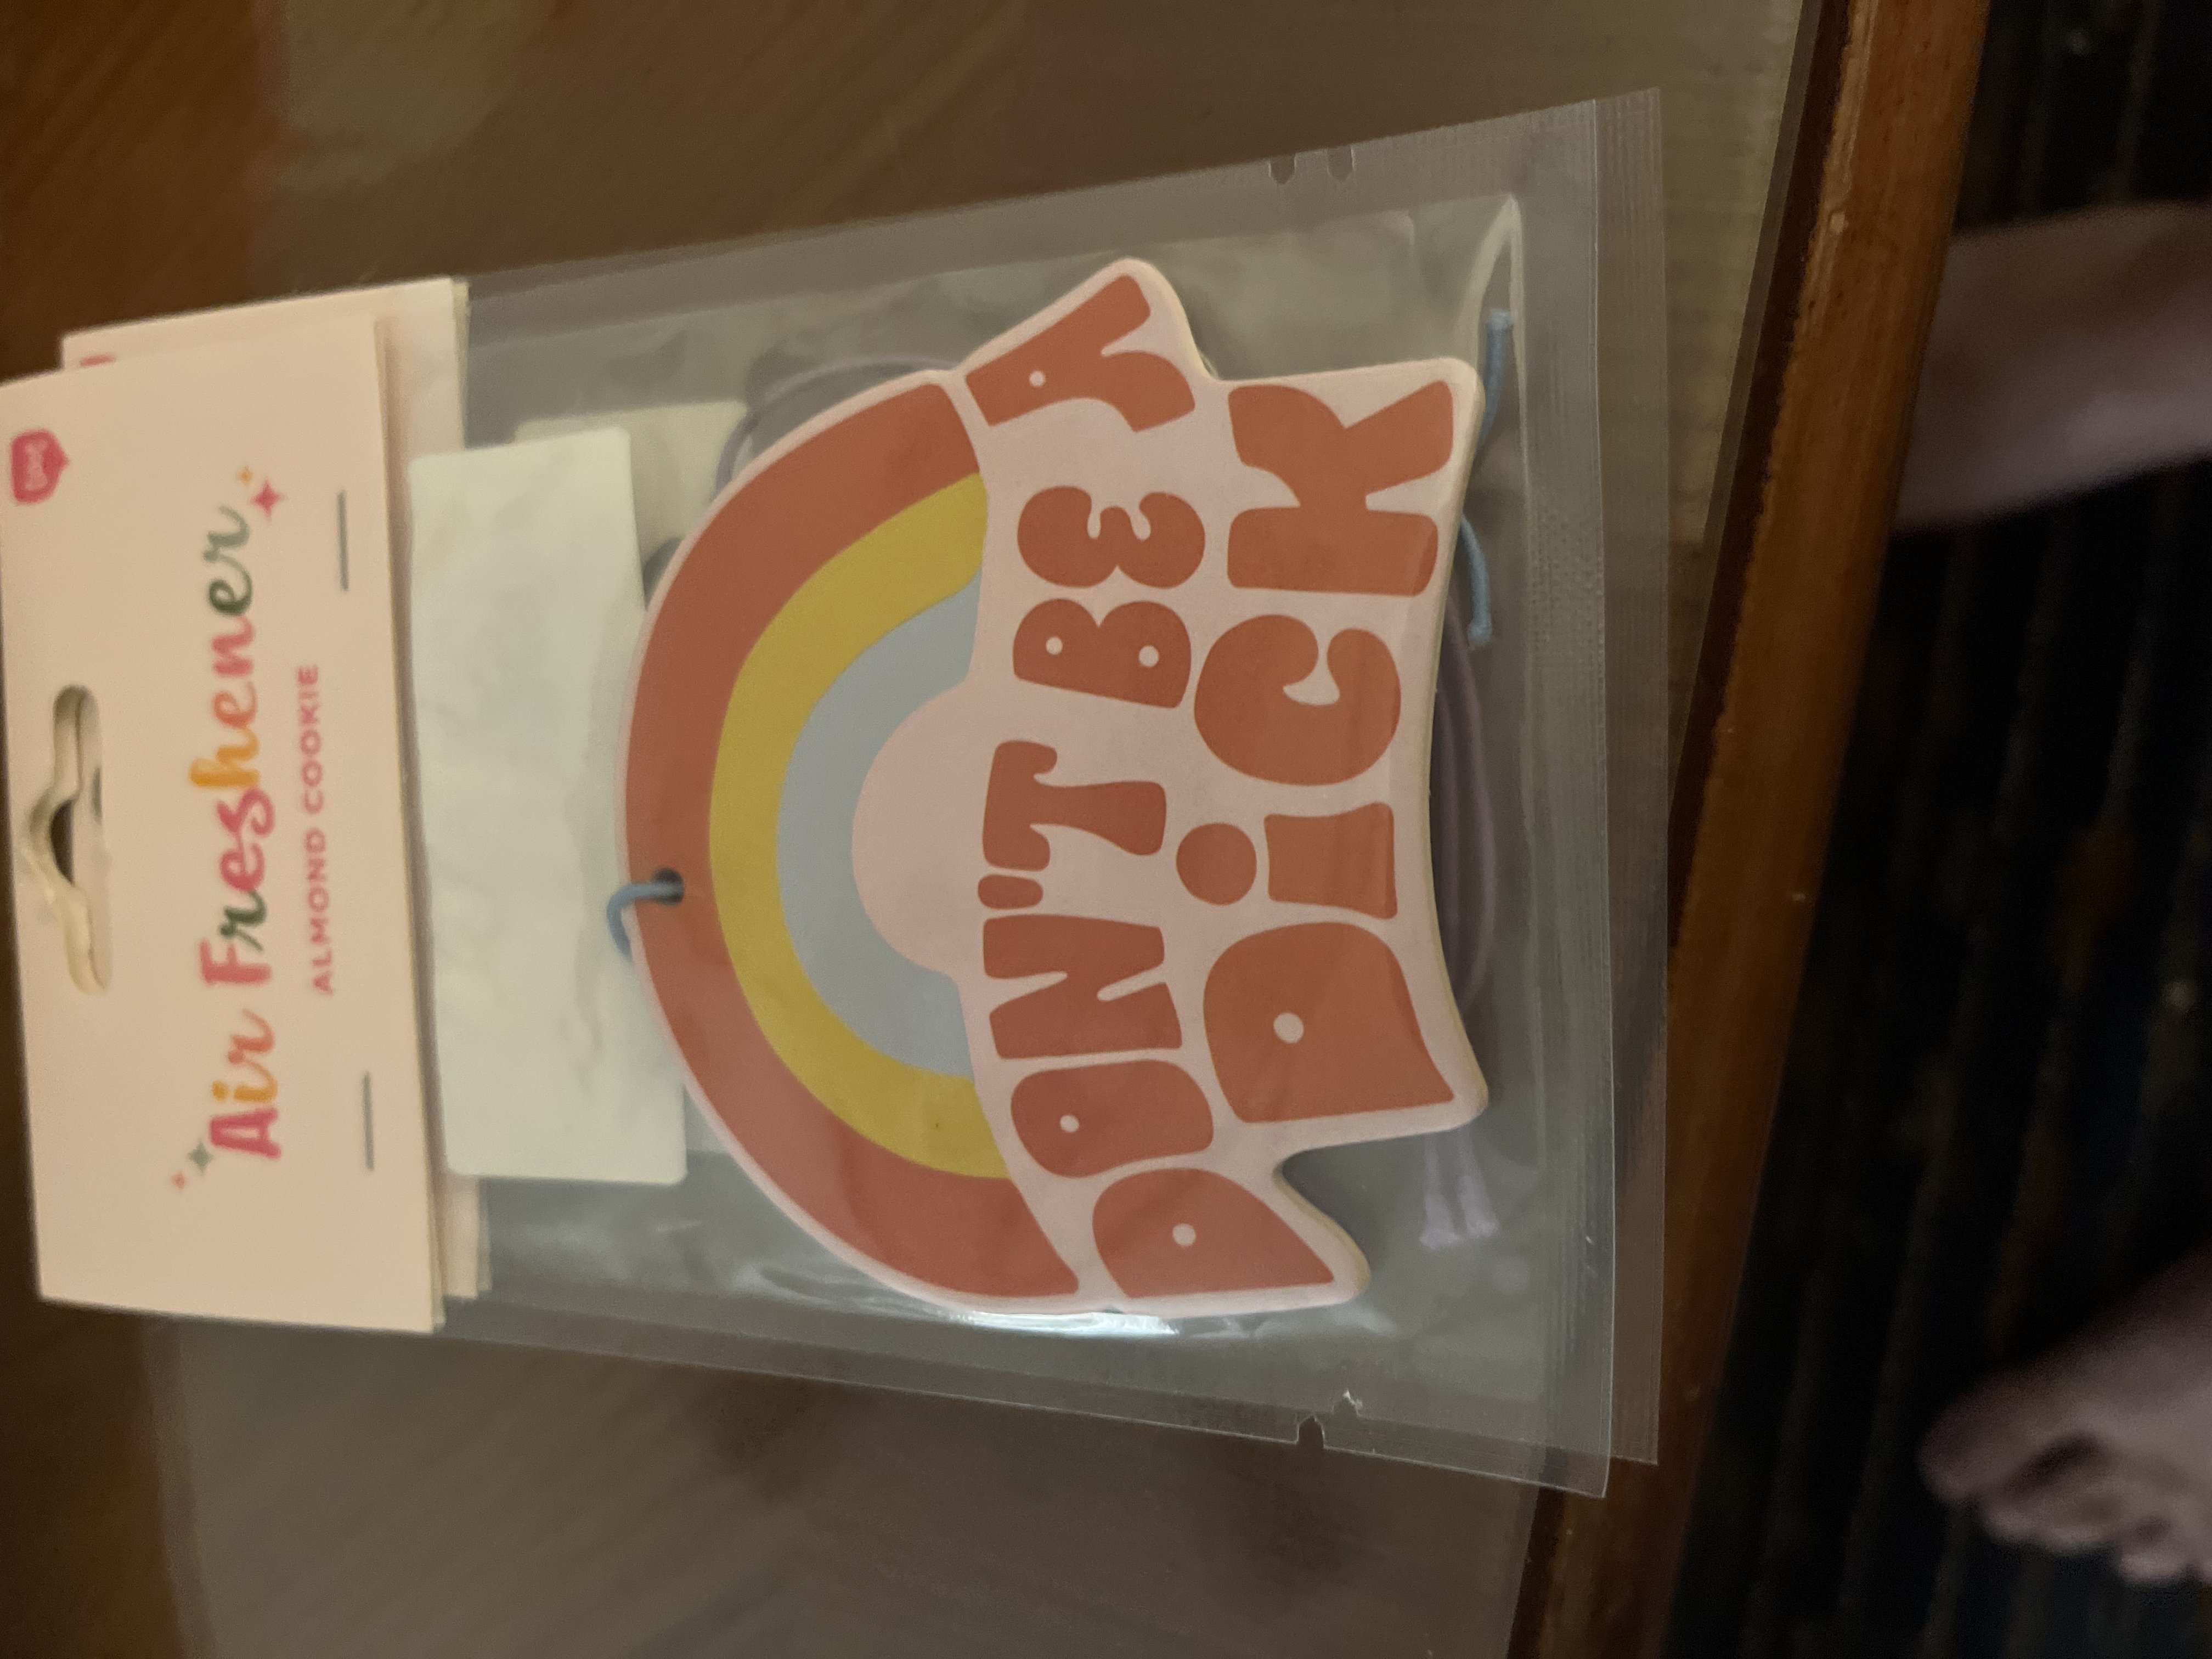 Air Freshener
ALMOND COOKIE
DON'T BE A
DiCK